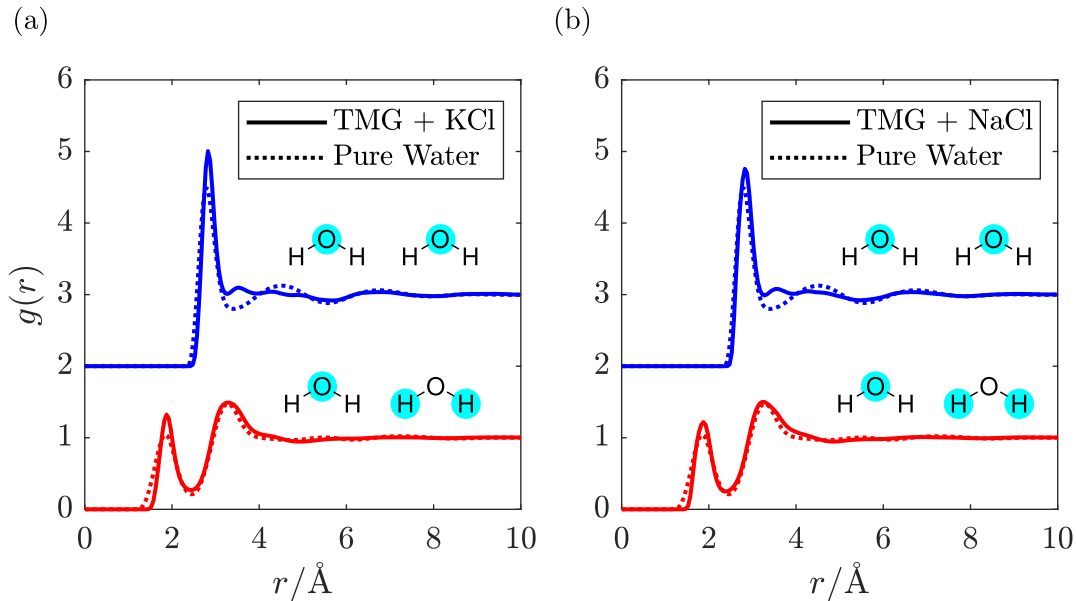 (a)
(b)
6
5
4
3
2
1
0
0 2 4 6 8 10
g(r)
r/Å
TMG + KCl
Pure Water
H O H H O H
H O H H O H
6
5
4
3
2
1
0
0 2 4 6 8 10
r/Å
TMG + NaCl
Pure Water
H O H H O H
H O H H O H